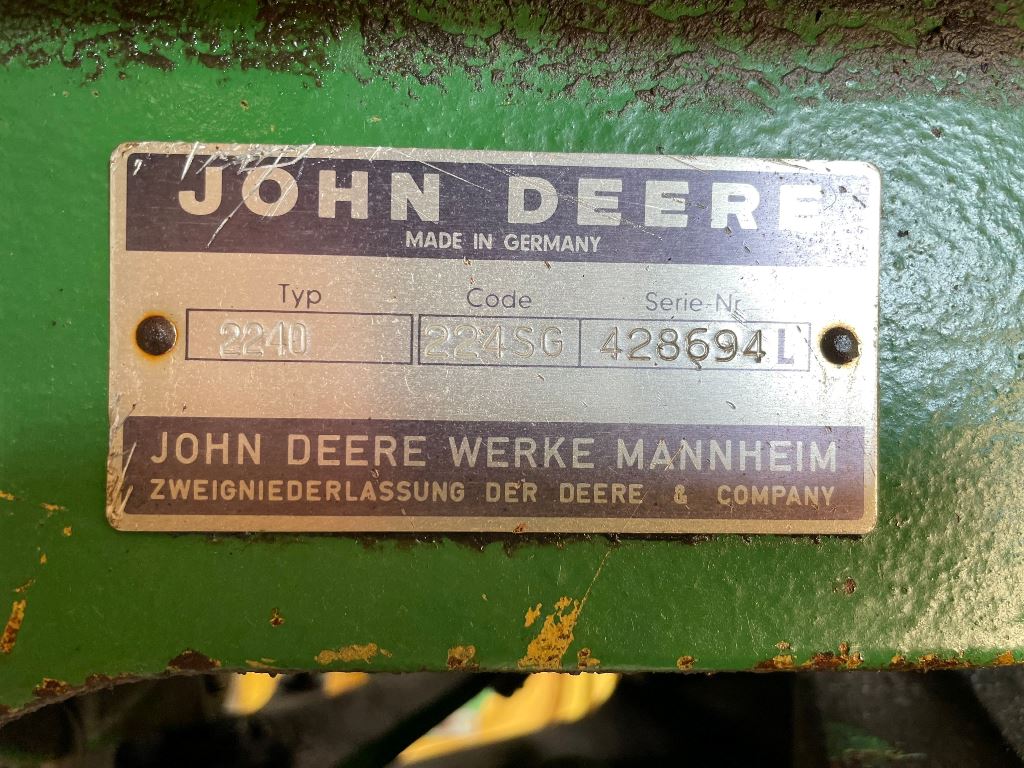 JOHN DEERE
MADE IN GERMANY
Typ Code Serie-Nr.
2240 224SG 428694 L
JOHN DEERE WERKE MANNHEIM
ZWEIGNIEDERLASSUNG DER DEERE & COMPANY